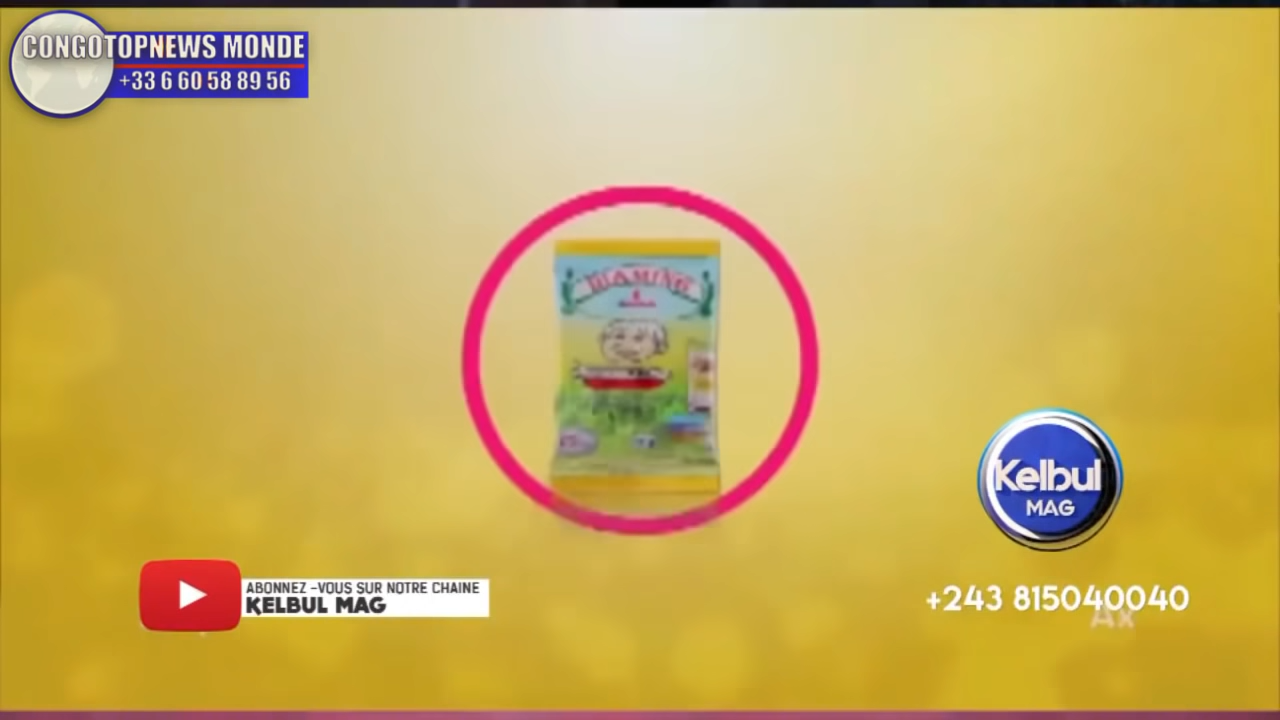 CONGOTOPNEWS MONDE
+33 6 60 58 89 56
Kelbul
MAG
ABONNEZ -VOUS SUR NOTRE CHAINE
KELBUL MAG
+243 815040040
Ax